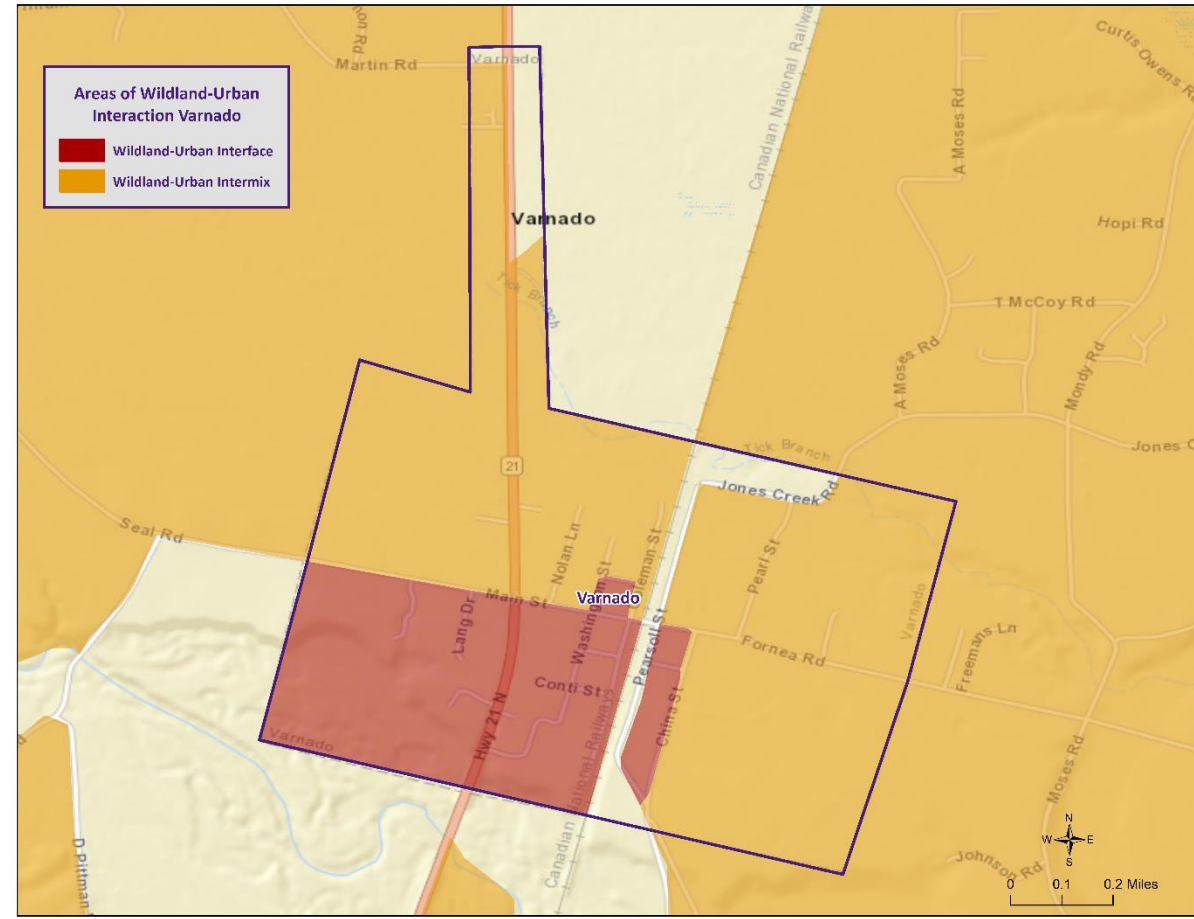 Areas of Wildland-Urban
Interaction Varnado
Wildland-Urban Interface
Wildland-Urban Intermix
Martin Rd
Varnado
Canadian National Railway
Curtis Owens
A Moses Rd
Varnado
Hopi Rd
Tick Branch
T McCoy Rd
A Moses Rd
Mondy Rd
21
Tick Branch
Jones
Jones Creek Rd
Seal Rd
Nolan Ln
Washington St
Pearl St
Main St
Varnado
Lang Dr
Pearsoll St
Fornea Rd
Varnado
Freemans Ln
Conti St
China St
Hwy 21 N
Varnado
Canadian National Railways
Moses Rd
D Pittman
Johnson Rd
N
W E
S
0 0.1 0.2 Miles